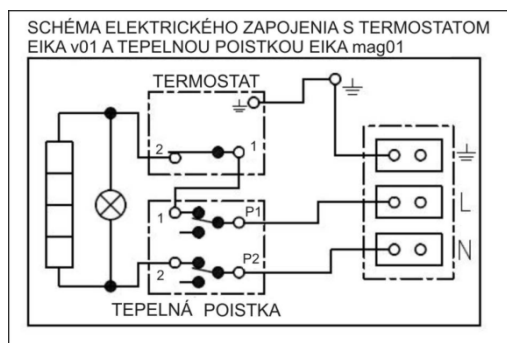 SCHÉMA ELEKTRICKÉHO ZAPOJENIA S TERMOSTATOM
EIKA v01 A TEPELNOU POISTKOU EIKA mag01
TERMOSTAT
2 1
1 P1
L
2 P2
N
TEPELNÁ POISTKA